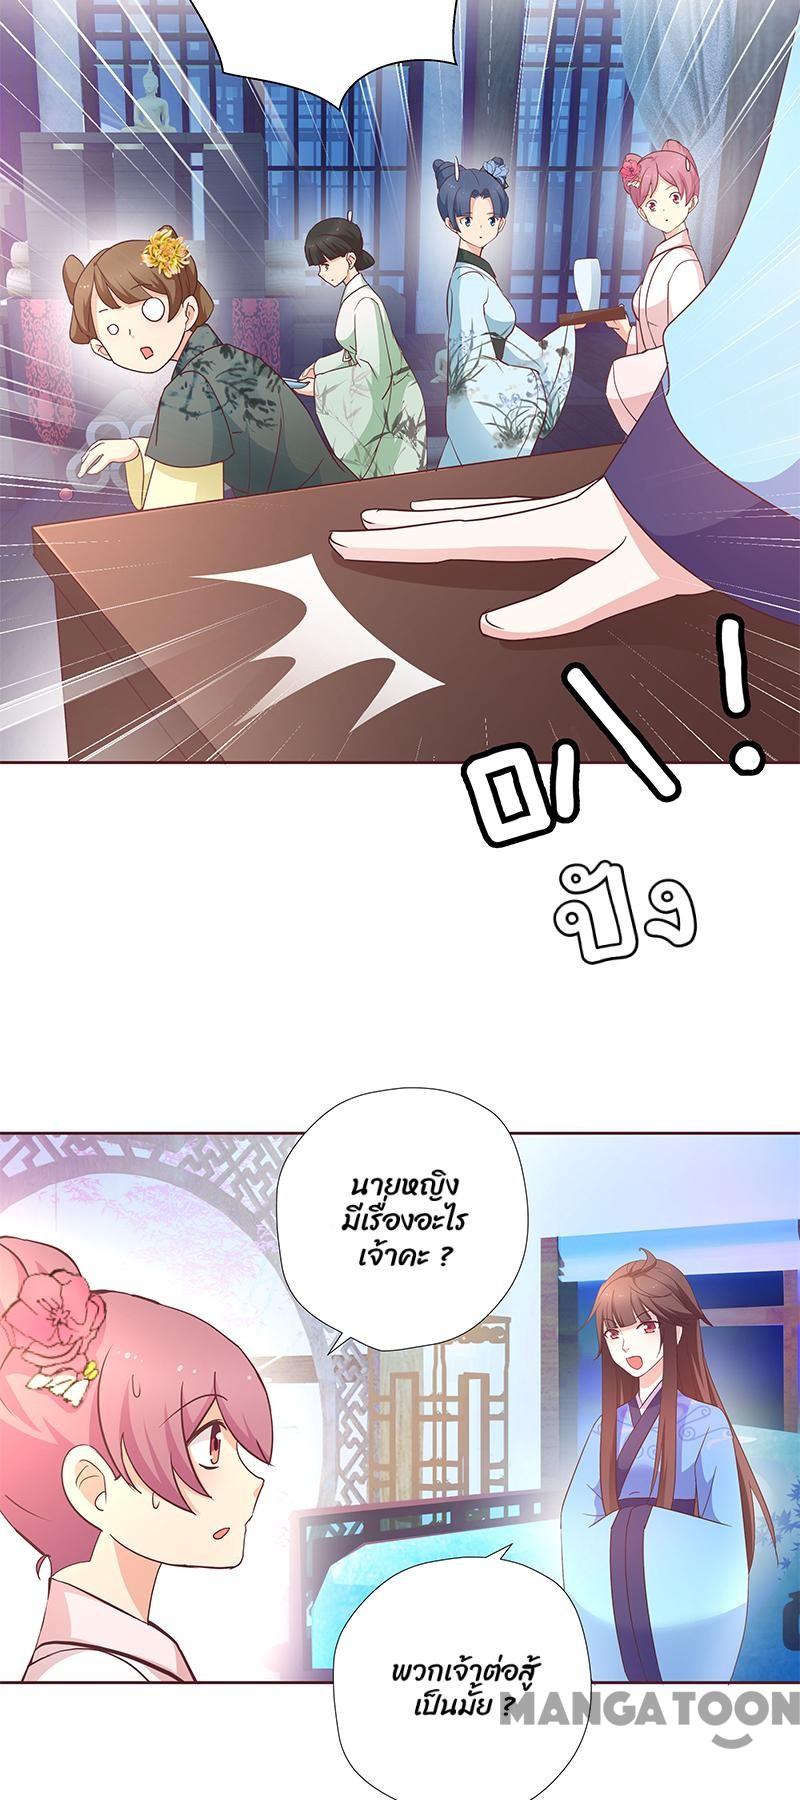 ปัง
นายหญิง
มีเรื่องอะไร
เจ้าคะ ?
พวกเจ้าต่อสู้
เป็นมั้ย ?
MANGATOON